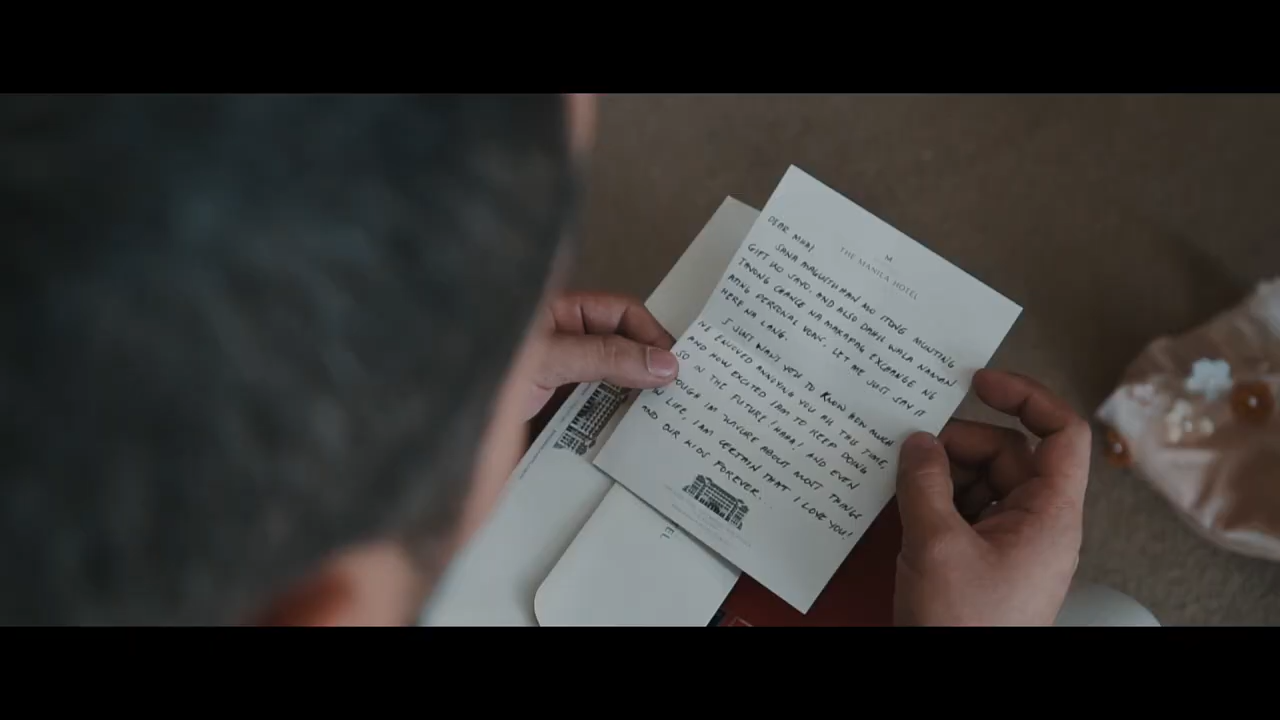 M
THE MANILA HOTEL
DEAR MHAJ
SANA MAGUSTUHAN MO ITONG MUNTING
GIFT KO SAYO. AND ALSO DAHIL WALA NAMAN
TAYONG CHANCE NA MAKAPAG EXCHANGE NG
ATING PERSONAL VOWS. LET ME JUST SAY IT
HERE NA LANG.
I JUST WANT YOU TO KNOW HOW MUCH
I'VE ENJOYED ANNOYING YOU ALL THIS TIME,
AND HOW EXCITED I AM TO KEEP DOING
SO IN THE FUTURE! HAHA! AND EVEN
THOUGH I'M UNSURE ABOUT MOST THINGS
IN LIFE, I AM CERTAIN THAT I LOVE YOU!
AND OUR KIDS FOREVER.